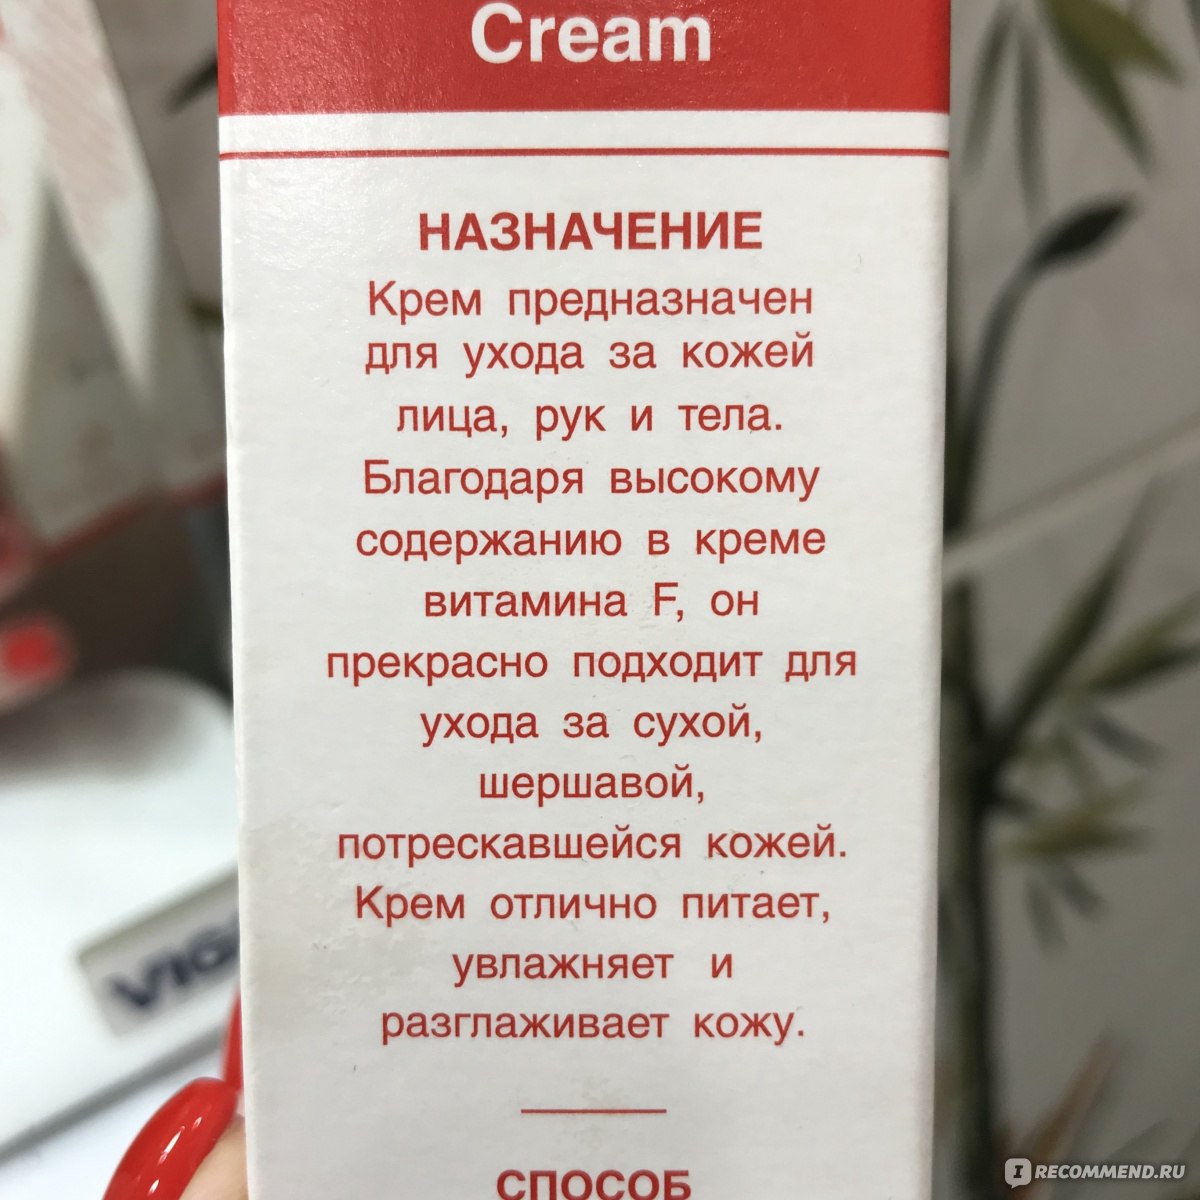 Cream
НАЗНАЧЕНИЕ
Крем предназначен
для ухода за кожей
лица, рук и тела.
Благодаря высокому
содержанию в креме
витамина F, он
прекрасно подходит для
ухода за сухой,
шершавой,
потрескавшейся кожей.
Крем отлично питает,
увлажняет и
разглаживает кожу.
СПОСОБ
I RECOMMEND.RU